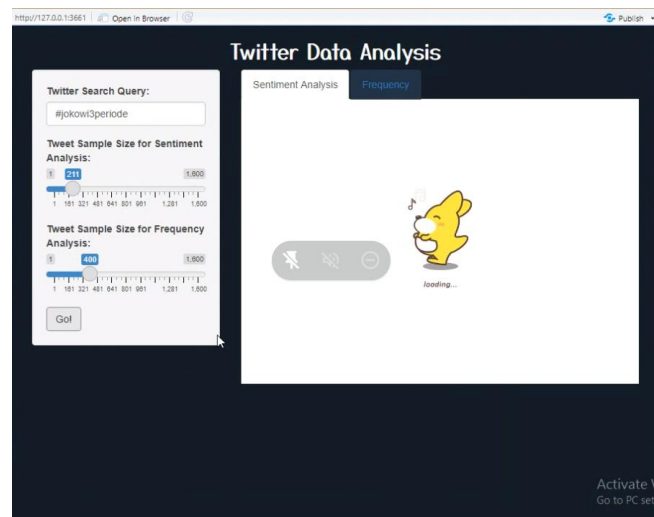 http://127.0.0.1:3661
Open in Browser
Publish
Twitter Data Analysis
Twitter Search Query:
#jokowi3periode
Tweet Sample Size for Sentiment
Analysis:
1 211 1,600
1 161 321 481 641 801 961 1,281 1,600
Tweet Sample Size for Frequency
Analysis:
1 400 1,600
1 161 321 481 641 801 961 1,281 1,600
Go!
Sentiment Analysis
Frequency
loading...
Activate
Go to PC set